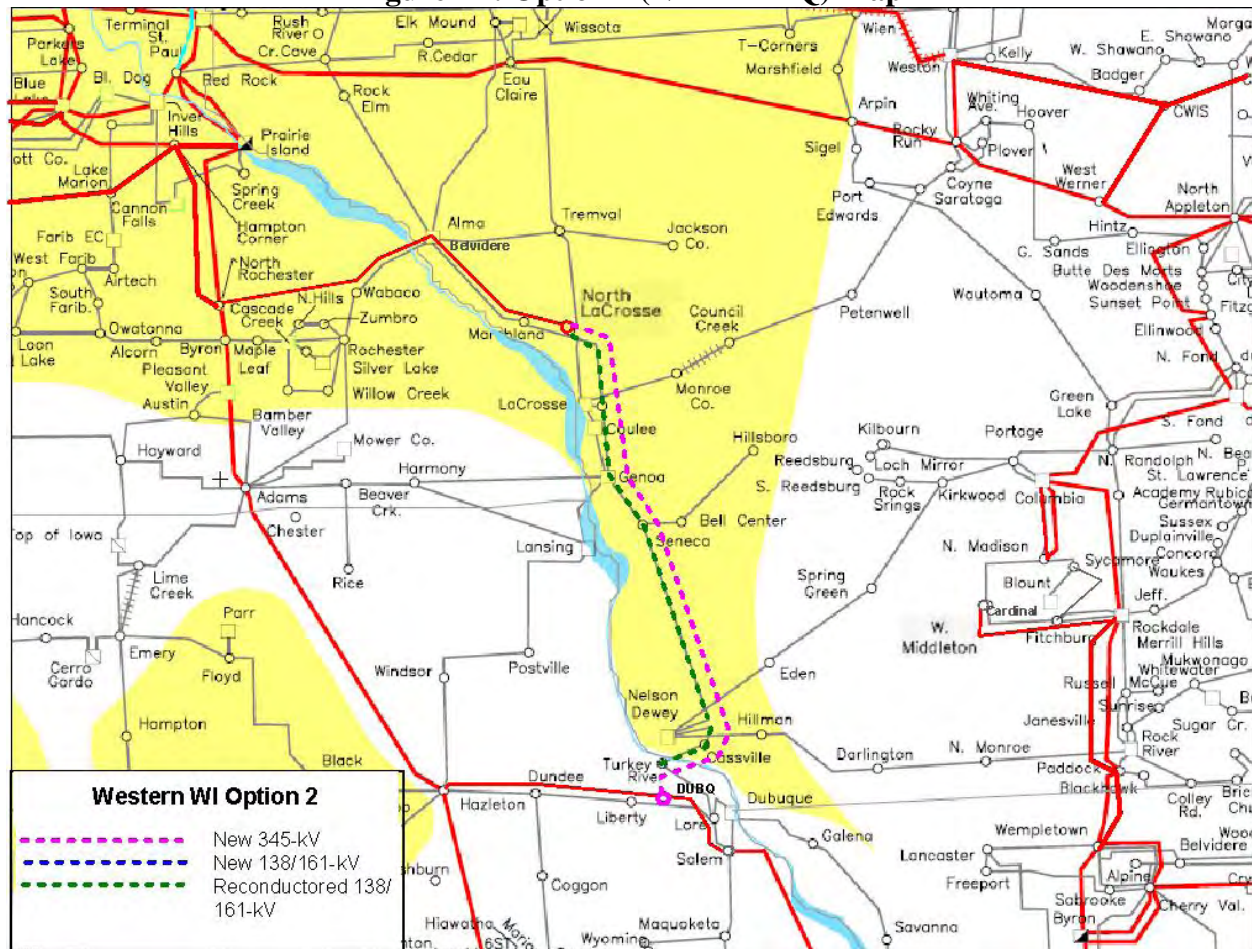 Terminal
St.
Paul
Rush
River
Elk Mound
Wissota
T-Corners
Wien
Kelly
Marga
E. Shawano
W. Shawano
Parkers
Lake
Cr. Cave
R. Cedar
Eau
Claire
Marshfield
Weston
Badger
Blue
Bl. Dog
Red Rock
Rock
Elm
Arpin
Whiting
Ave.
Hoover
CWIS
Inver
Hills
Prairie
Island
Sigel
Rocky
Run
Plover
ott Co.
Lake
Marion
Spring
Creek
Coyne
Saratoga
West
Werner
North
Appleton
Cannon
Falls
Hampton
Corner
Alma
Belvidere
Tremval
Jackson
Co.
Port
Edwards
Hintz
Farib EC
G. Sands
Ellington
West Farib
Airtech
North
Rochester
Butte Des Morts
Woodenshoe
Sunset Point
South
Farib.
Cascade
Creek
N.Hills
Wabaco
Zumbro
North
LaCrosse
Council
Creek
Petenwell
Wautoma
Ellinwood
Owatanna
Alcorn
Byron
Maple
Leaf
Rochester
Silver Lake
Marshland
N. Fond
Loon
Lake
Pleasant
Valley
Willow Creek
Monroe
Co.
Green
Lake
Austin
Bamber
Valley
LaCrosse
Coulee
Hillsboro
Kilbourn
Portage
S. Fond
Hayward
Mower Co.
Harmony
Genoa
Reedsburg
Loch Mirror
N. Randolph
N. Bea
St. Lawrence
S. Reedsburg
Rock
Srings
Kirkwood
Columbia
Academy
Rubico
Germantown
Adams
Beaver
Crk.
Chester
Bell Center
Seneca
Sussex
Duplainville
Concord
Waukes
Top of Iowa
Lansing
N. Madison
Sycamore
Rice
Lime
Creek
Spring
Green
Blount
Cardinal
Jeff.
Hancock
Parr
Fitchburg
Rockdale
Merrill Hills
W.
Middleton
Emery
Postville
Cerro
Gordo
Floyd
Windsor
Eden
Mukwonago
Whitewater
Russell
McCue
Nelson
Dewey
Hillman
Sunrise
Hampton
Janesville
Sugar Cr.
Rock
River
Darlington
N. Monroe
Black
Turkey
River
Cassville
Paddock
Blackhawk
Colley
Rd.
Dundee
DUBQ
Dubuque
Hazleton
Liberty
Lore
Galena
Wempletown
Belvidere
Salem
Lancaster
Freeport
Alpine
Sabrooke
Cherry Val.
Byron
Coggon
Maquoketa
Savanna
Hiawatha
Wyoming
Western WI Option 2
New 345-kV
New 138/161-kV
Reconductored 138/
161-kV